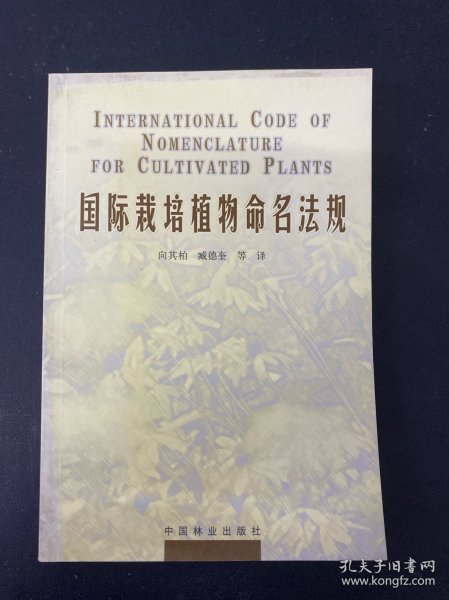 INTERNATIONAL CODE OF
NOMENCLATURE
FOR CULTIVATED PLANTS
国际栽培植物命名法规
向其柏 臧德奎 等 译
中国林业出版社
孔夫子旧书网
www.kongfz.com